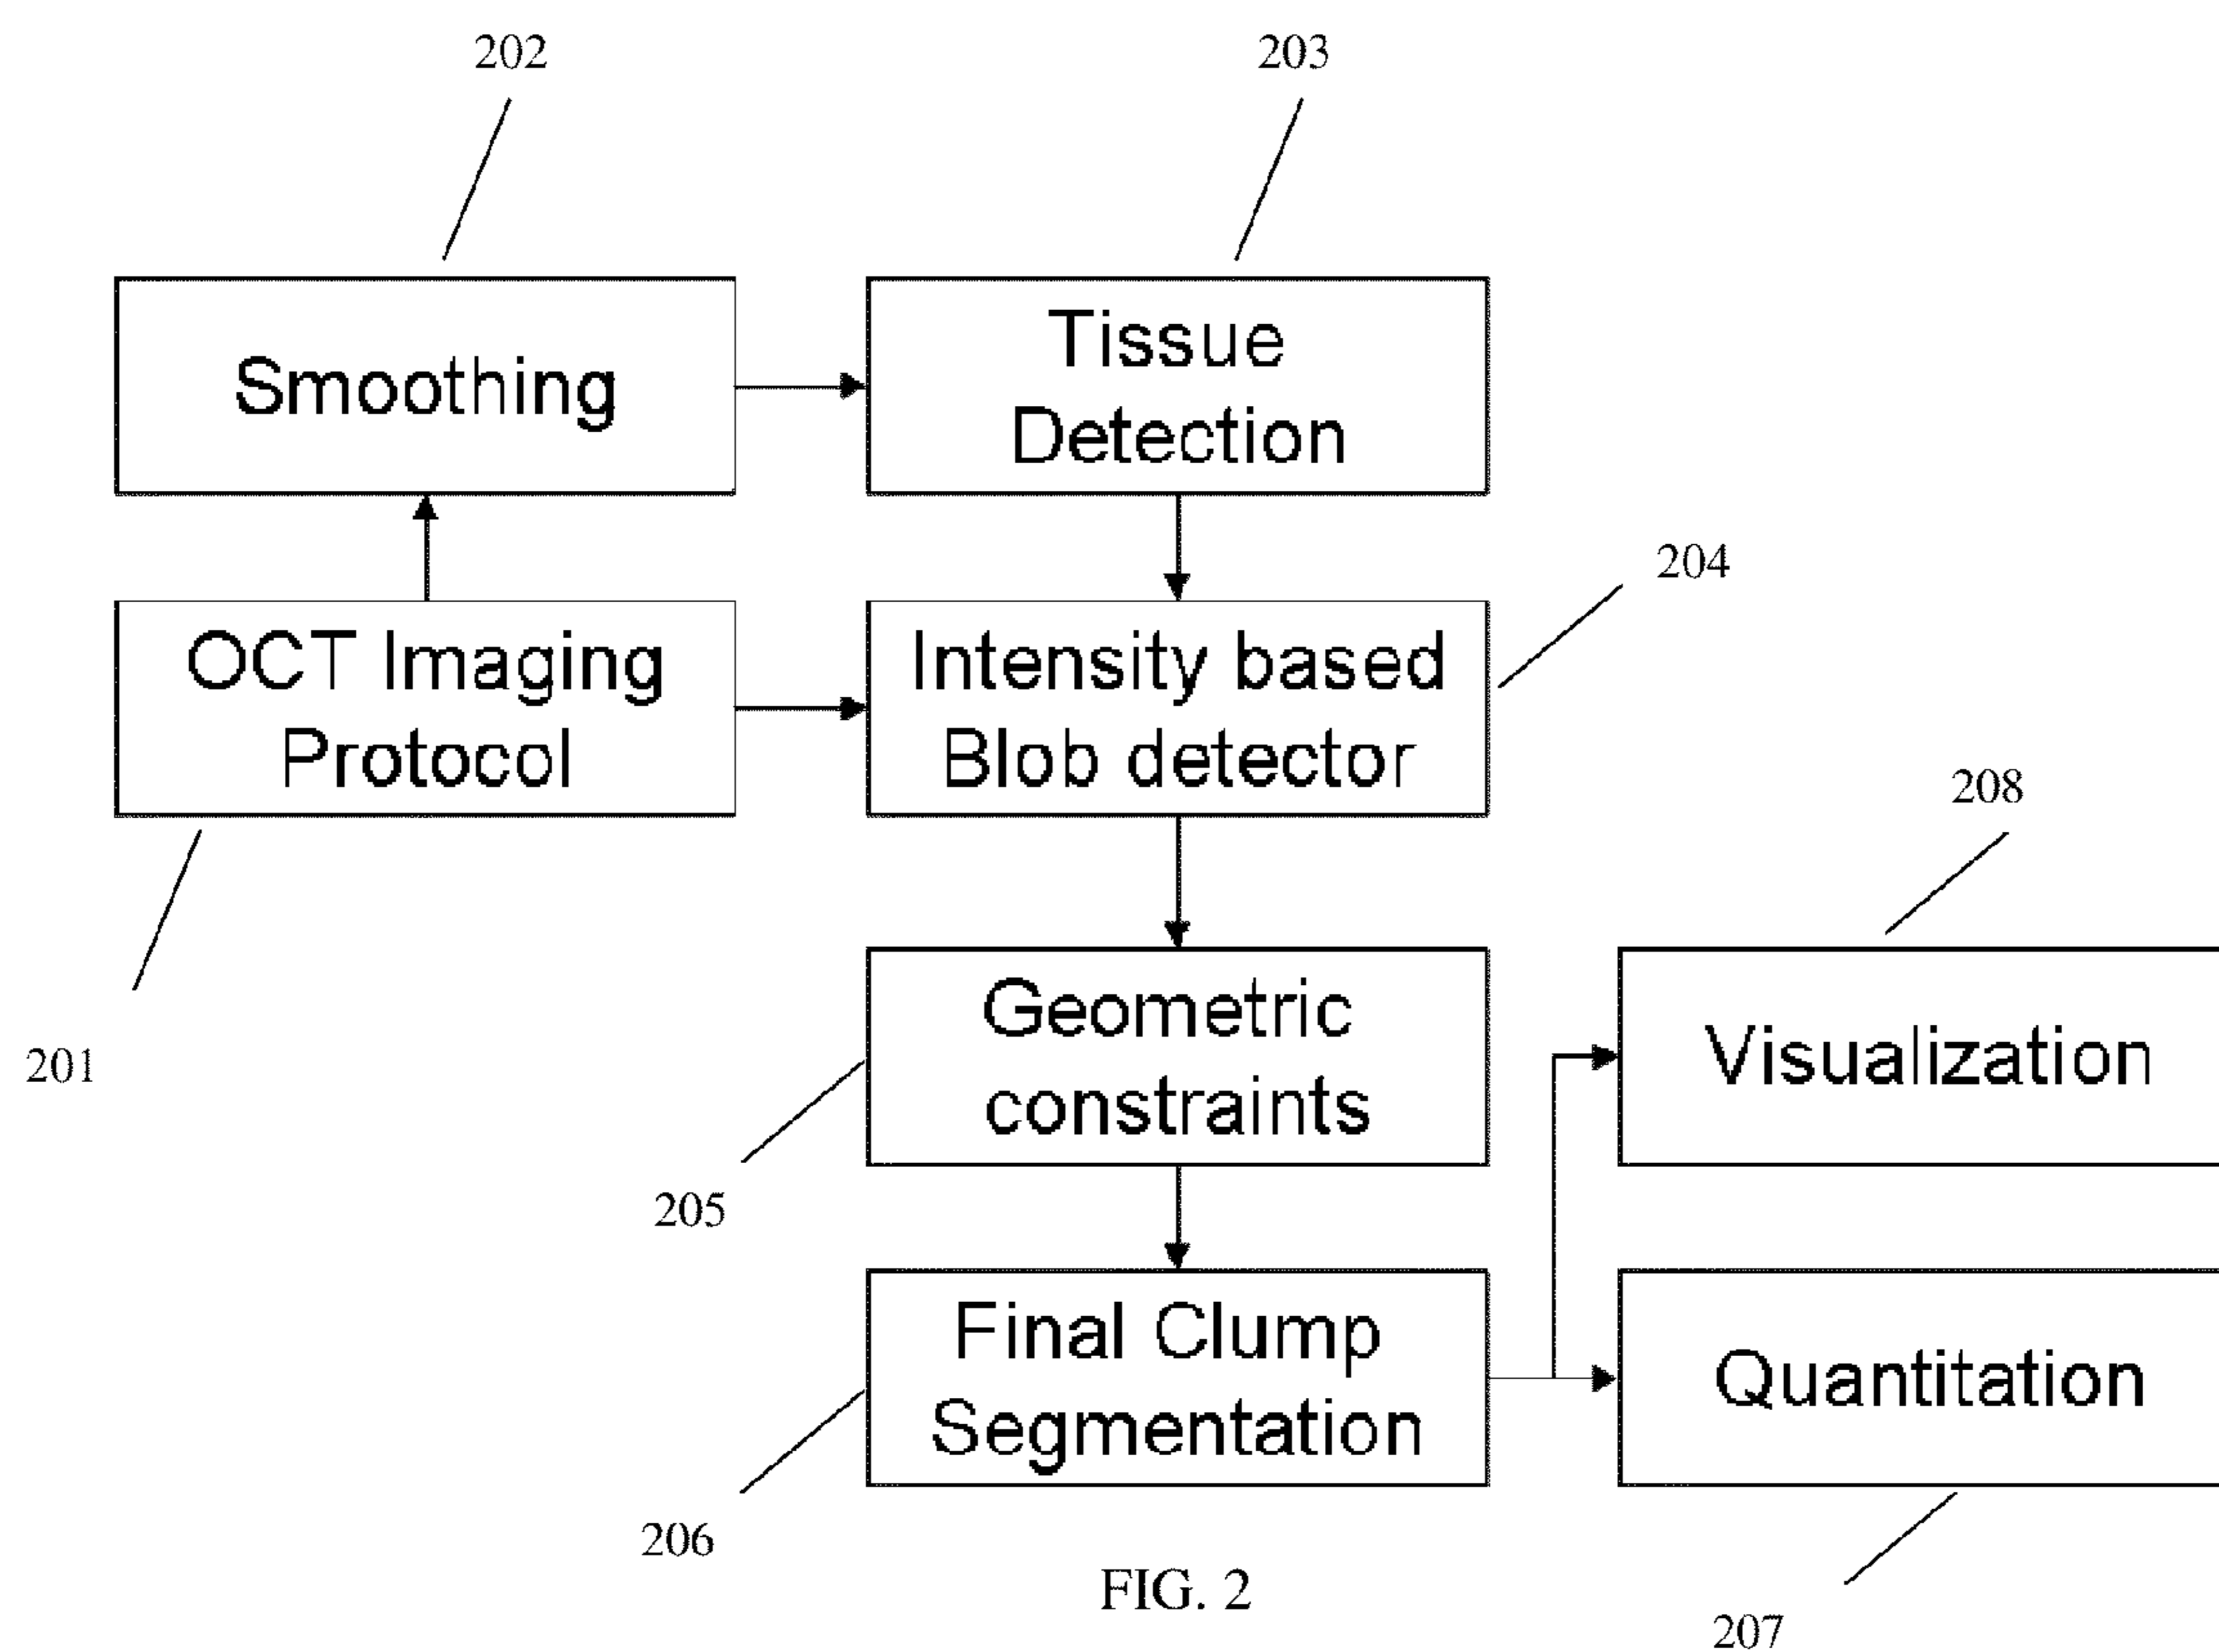 202
203
Smoothing
Tissue
Detection
204
OCT Imaging
Protocol
Intensity based
Blob detector
208
201
Geometric
constraints
Visualization
205
Final Clump
Segmentation
Quantitation
206
FIG. 2
207